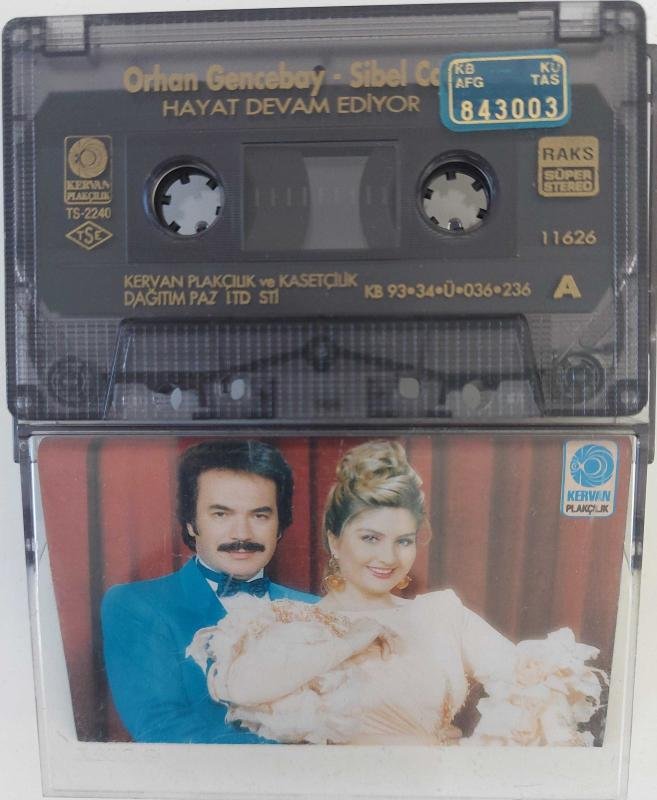 Orhan Gencebay - Sibel
HAYAT DEVAM EDİYOR
KB KÜ
AFG TAS
843003
KERVAN
PLAKÇILIK
TS-2240
TSE
RAKS
SÜPER
STEREO
11626
KERVAN PLAKÇILIK ve KASETÇİLİK
DAĞITIM PAZ LTD STİ
KB 93•34•Ü•036•236 A
KERVAN
PLAKÇILIK